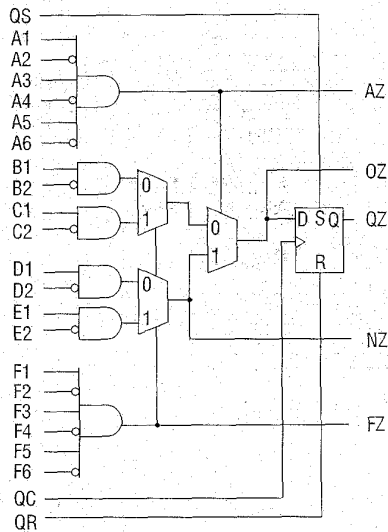 QS
A1
A2
A3
A4
A5
A6
AZ
B1
B2
C1
C2
0
1
0
1
OZ
D S Q
R
QZ
D1
D2
E1
E2
0
1
NZ
F1
F2
F3
F4
F5
F6
FZ
QC
QR